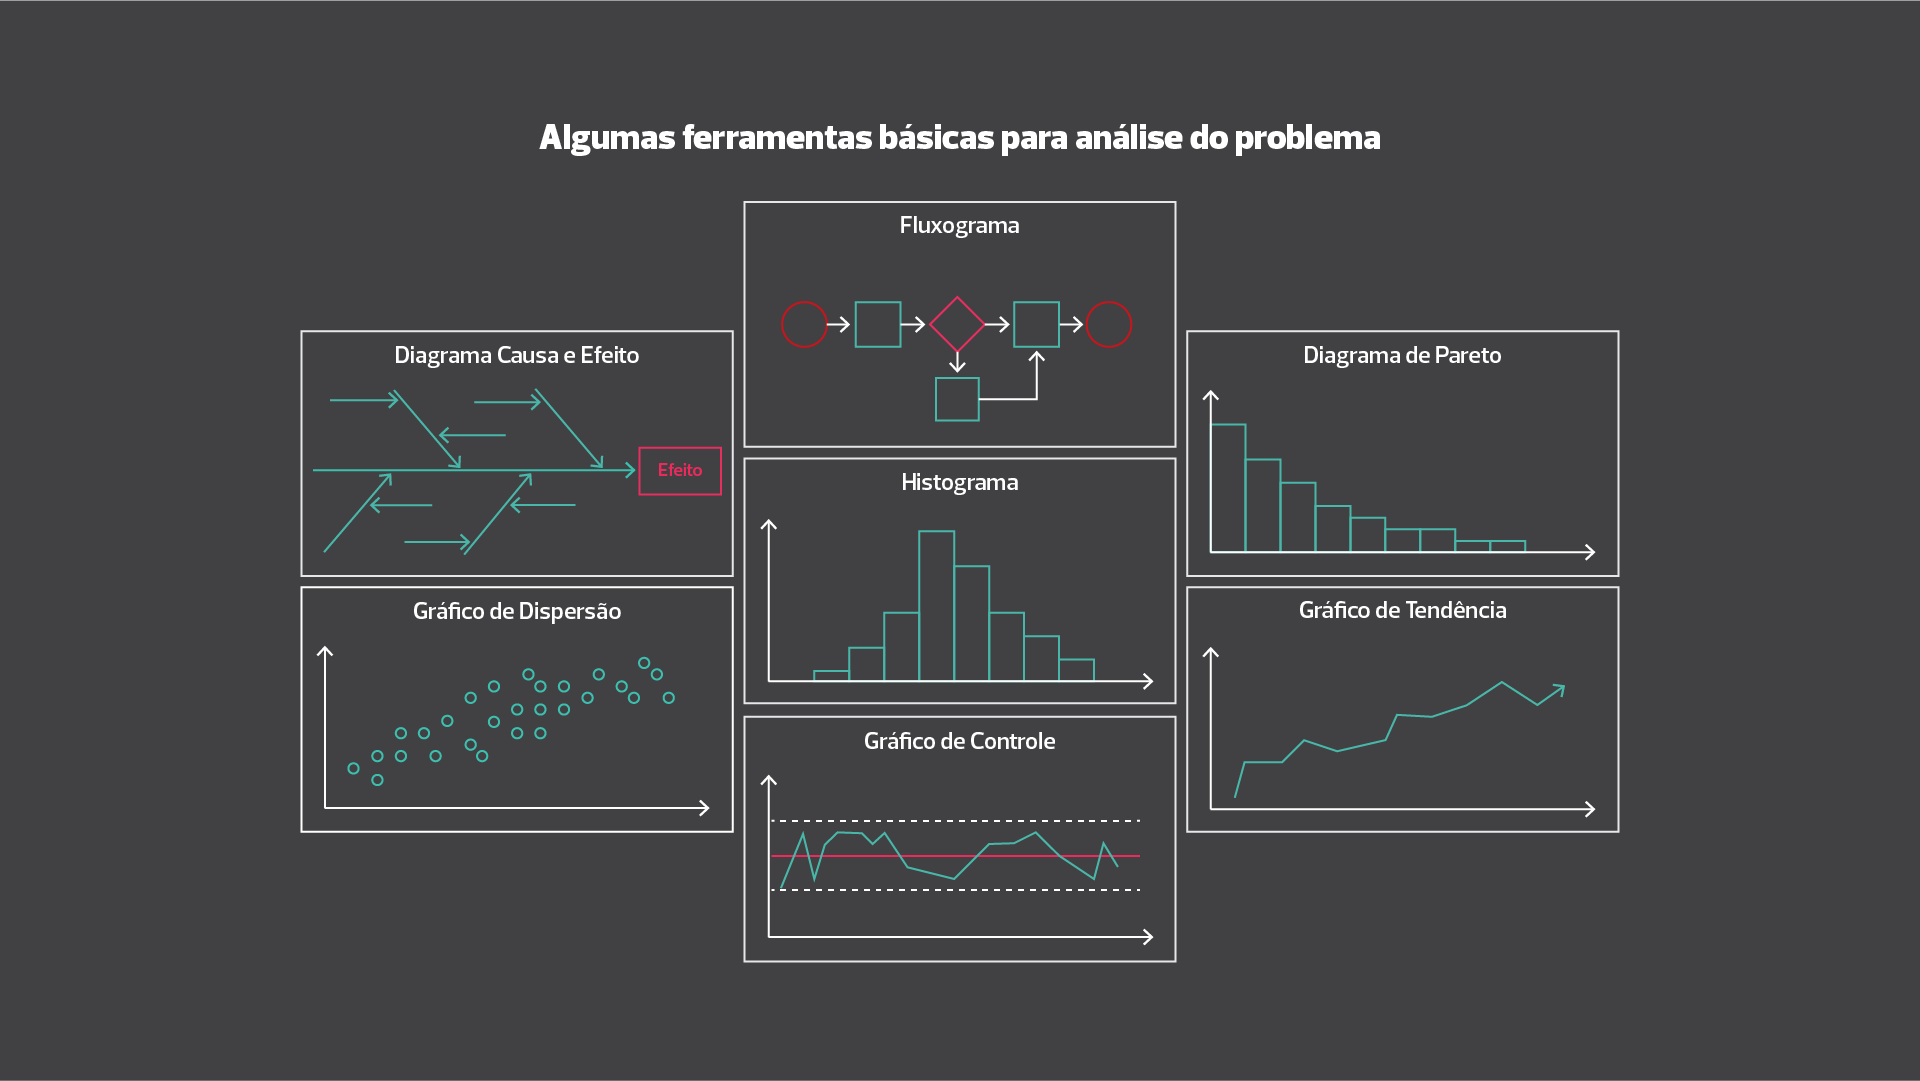 Algumas ferramentas básicas para análise do problema
Fluxograma
Diagrama Causa e Efeito
Efeito
Diagrama de Pareto
Histograma
Gráfico de Dispersão
Gráfico de Tendência
Gráfico de Controle